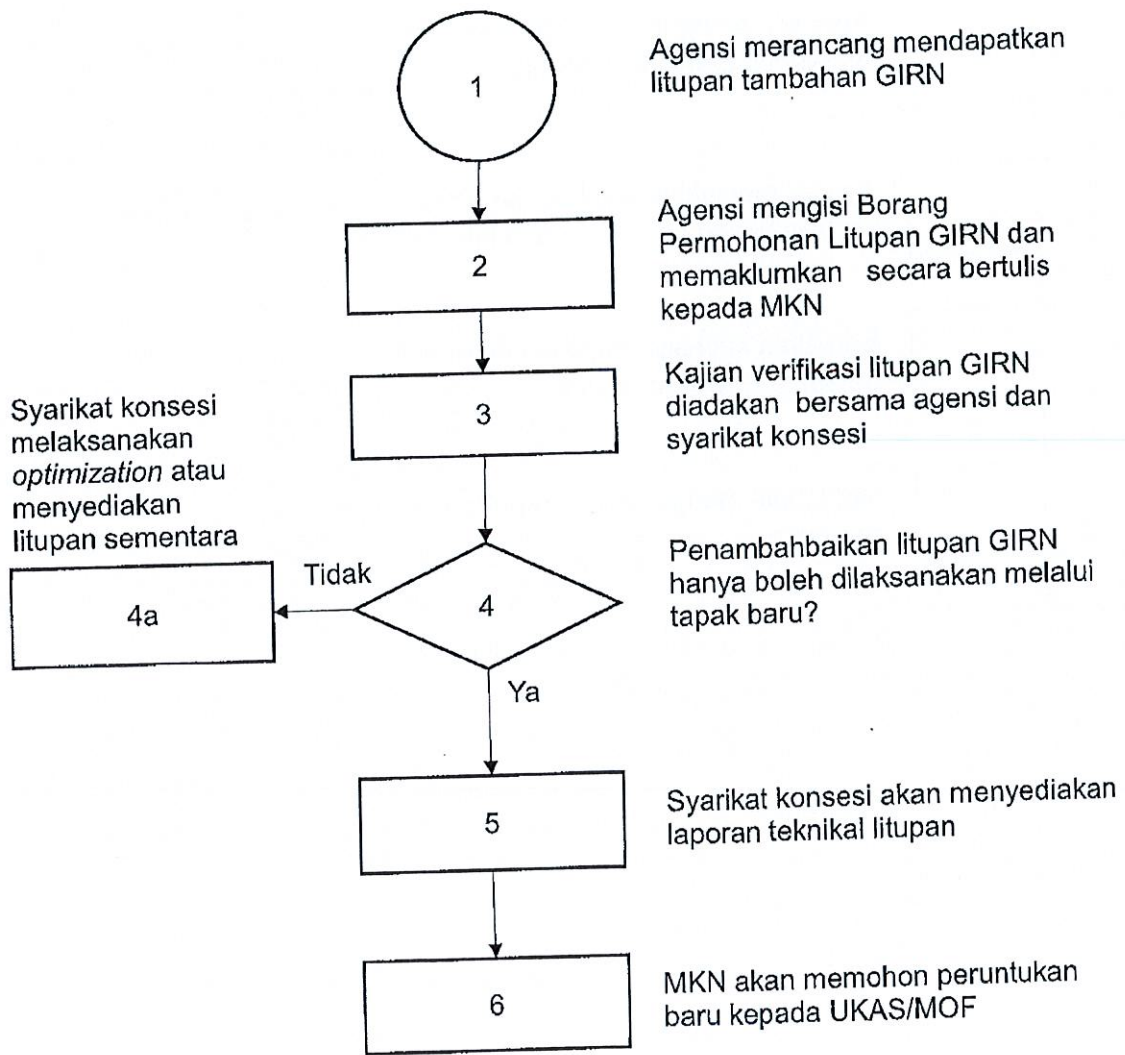 1
Agensi merancang mendapatkan
litupan tambahan GIRN
2
Agensi mengisi Borang
Permohonan Litupan GIRN dan
memaklumkan secara bertulis
kepada MKN
3
Kajian verifikasi litupan GIRN
diadakan bersama agensi dan
syarikat konsesi
Syarikat konsesi
melaksanakan
optimization atau
menyediakan
litupan sementara
4a
Tidak
4
Penambahbaikan litupan GIRN
hanya boleh dilaksanakan melalui
tapak baru?
Ya
5
Syarikat konsesi akan menyediakan
laporan teknikal litupan
6
MKN akan memohon peruntukan
baru kepada UKAS/MOF